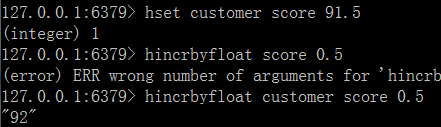 127.0.0.1:6379> hset customer score 91.5
(integer) 1
127.0.0.1:6379> hincrbyfloat score 0.5
(error) ERR wrong number of arguments for 'hincrb
127.0.0.1:6379> hincrbyfloat customer score 0.5
"92"